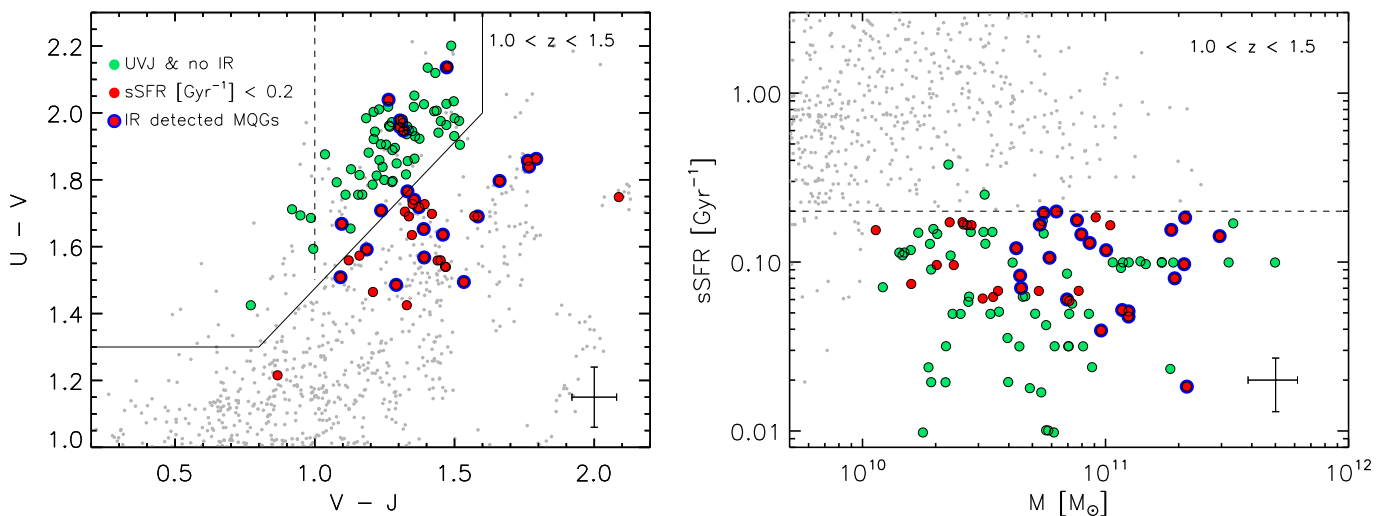 2.2
2.0
1.8
1.6
1.4
1.2
1.0
U − V
0.5
1.0
1.5
2.0
V − J
1.0 < z < 1.5
UVJ & no IR
sSFR [Gyr⁻¹] < 0.2
IR detected MQGs
1.00
0.10
0.01
sSFR [Gyr⁻¹]
10¹⁰
10¹¹
10¹²
M [M☉]
1.0 < z < 1.5